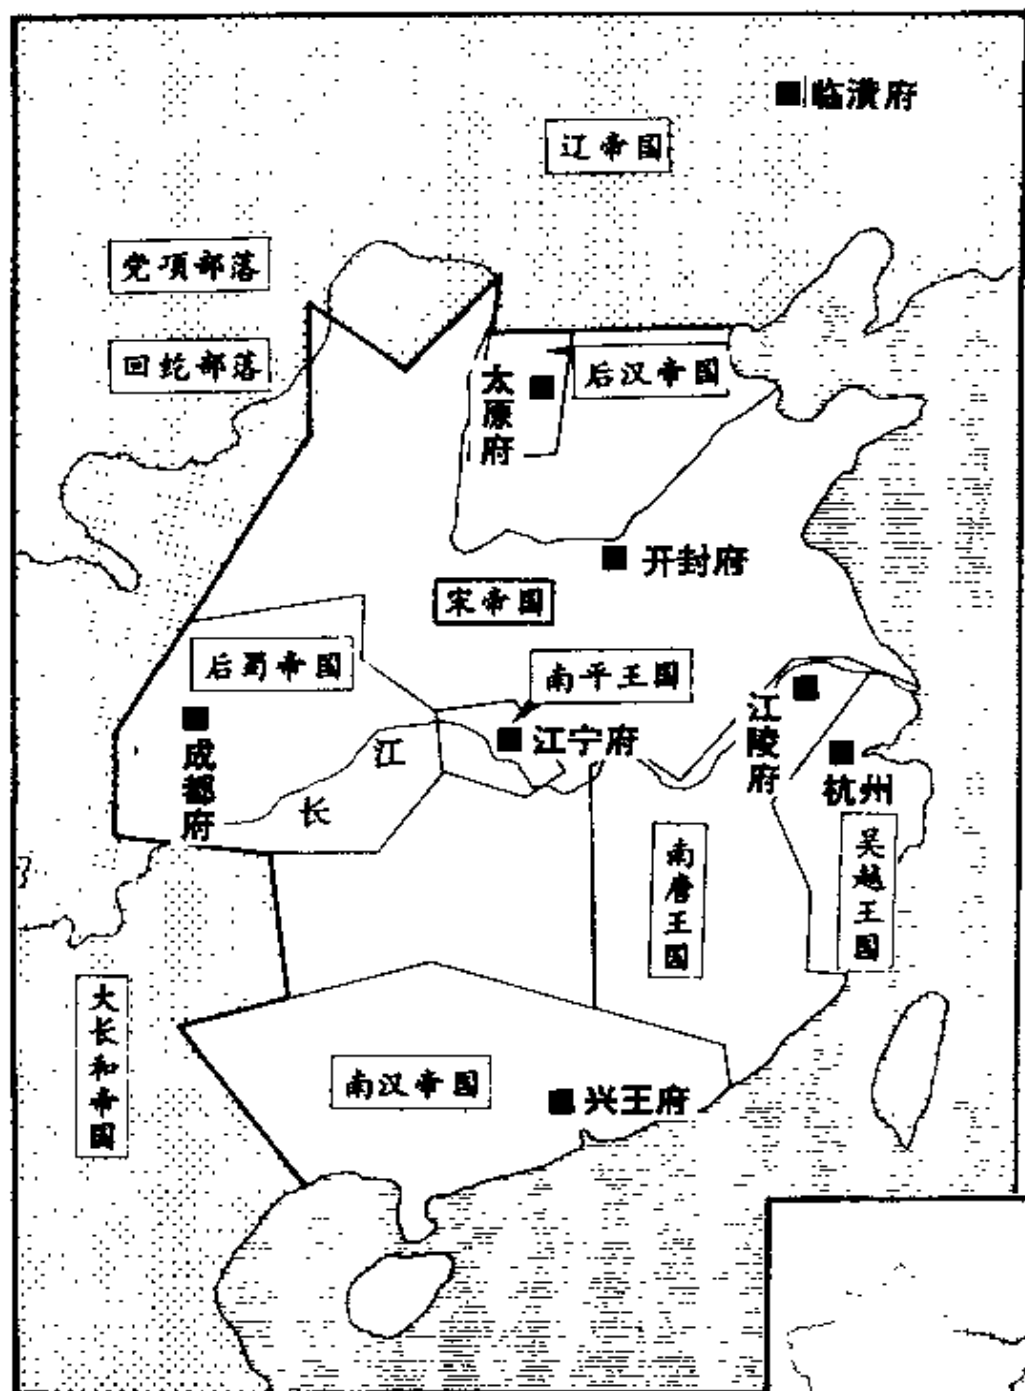 临潢府
辽帝国
党项部落
回纥部落
后汉帝国
太原府
开封府
宋帝国
后蜀帝国
南平王国
江陵府
江宁府
成都府
江
长
杭州
南唐王国
吴越王国
大长和帝国
南汉帝国
兴王府